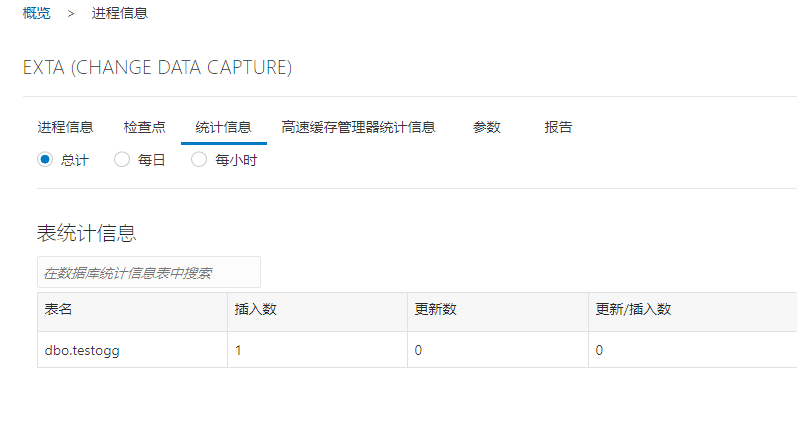 概览 > 进程信息
EXTA (CHANGE DATA CAPTURE)
进程信息 检查点 统计信息 高速缓存管理器统计信息 参数 报告
总计 每日 每小时
表统计信息
在数据库统计信息表中搜索
表名 插入数 更新数 更新/插入数
dbo.testogg 1 0 0